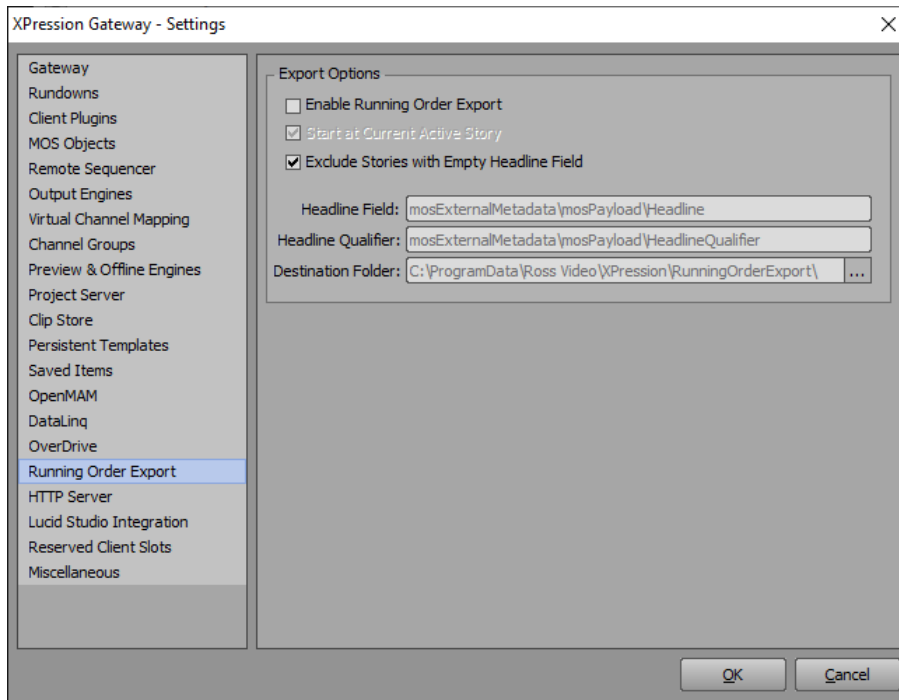 XPression Gateway - Settings
Gateway
Rundowns
Client Plugins
MOS Objects
Remote Sequencer
Output Engines
Virtual Channel Mapping
Channel Groups
Preview & Offline Engines
Project Server
Clip Store
Persistent Templates
Saved Items
OpenMAM
DataLinq
OverDrive
Running Order Export
HTTP Server
Lucid Studio Integration
Reserved Client Slots
Miscellaneous
Export Options
Enable Running Order Export
Start at Current Active Story
Exclude Stories with Empty Headline Field
Headline Field: mosExternalMetadata\mosPayload\Headline
Headline Qualifier: mosExternalMetadata\mosPayload\HeadlineQualifier
Destination Folder: C:\ProgramData\Ross Video\XPression\RunningOrderExport\ ...
OK Cancel